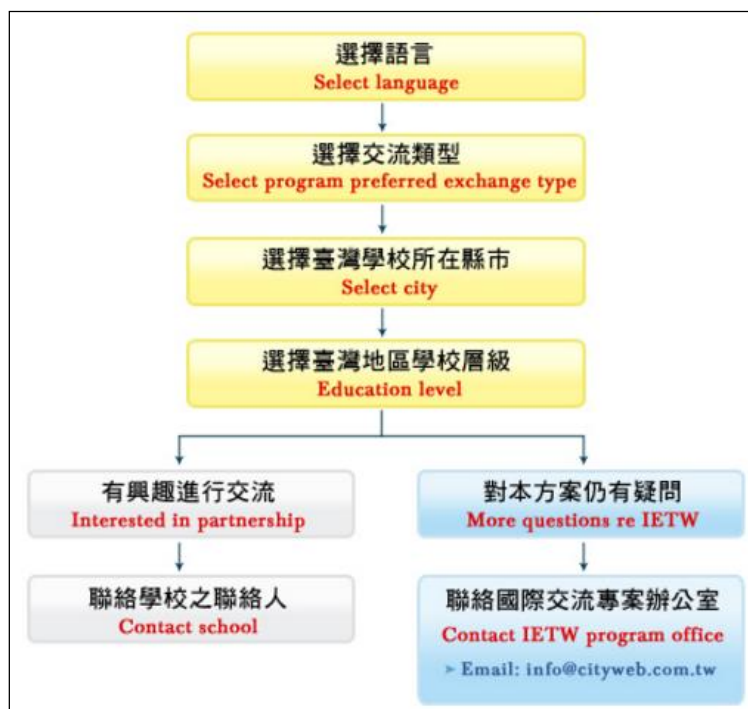 選擇語言
Select language
選擇交流類型
Select program preferred exchange type
選擇臺灣學校所在縣市
Select city
選擇臺灣地區學校層級
Education level
有興趣進行交流
Interested in partnership
聯絡學校之聯絡人
Contact school
對本方案仍有疑問
More questions re IETW
聯絡國際交流專案辦公室
Contact IETW program office
➤ Email: info@cityweb.com.tw